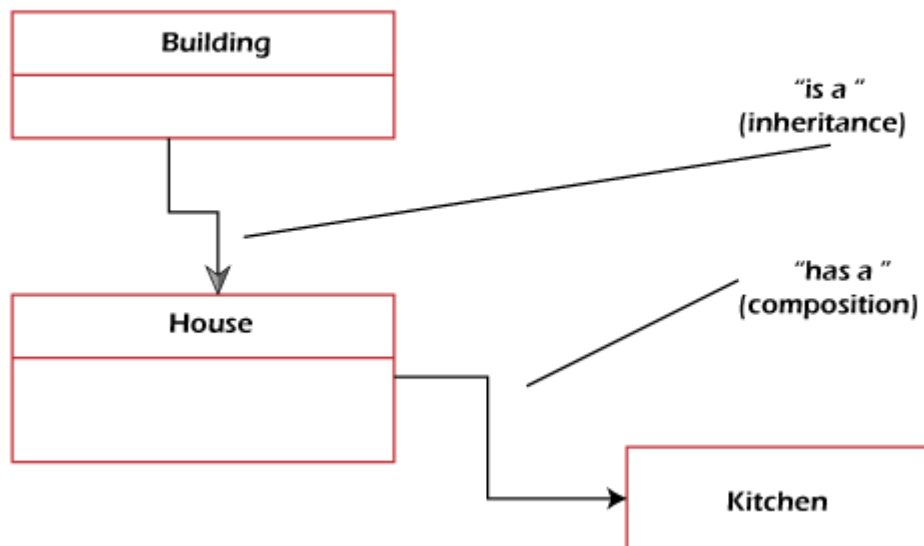 Building
“is a ”
(inheritance)
“has a ”
(composition)
House
Kitchen